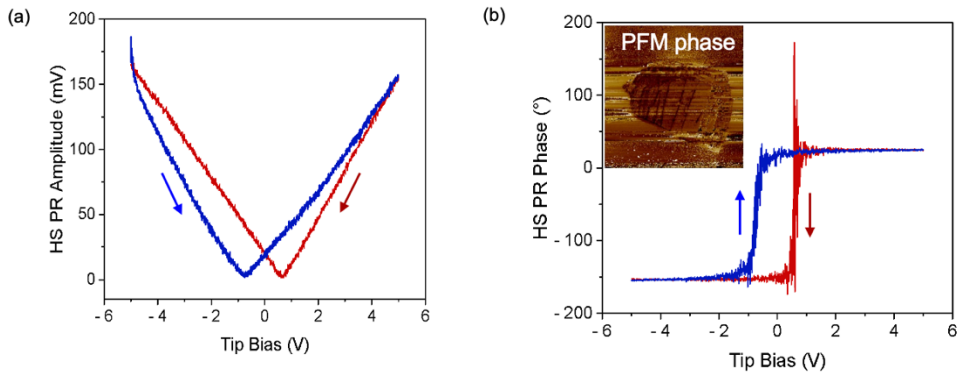 (a)
200
150
100
50
0
HS PR Amplitude (mV)
- 6 - 4 - 2 0 2 4 6
Tip Bias (V)
(b)
PFM phase
200
100
0
- 100
- 200
HS PR Phase (°)
- 6 - 4 - 2 0 2 4 6
Tip Bias (V)